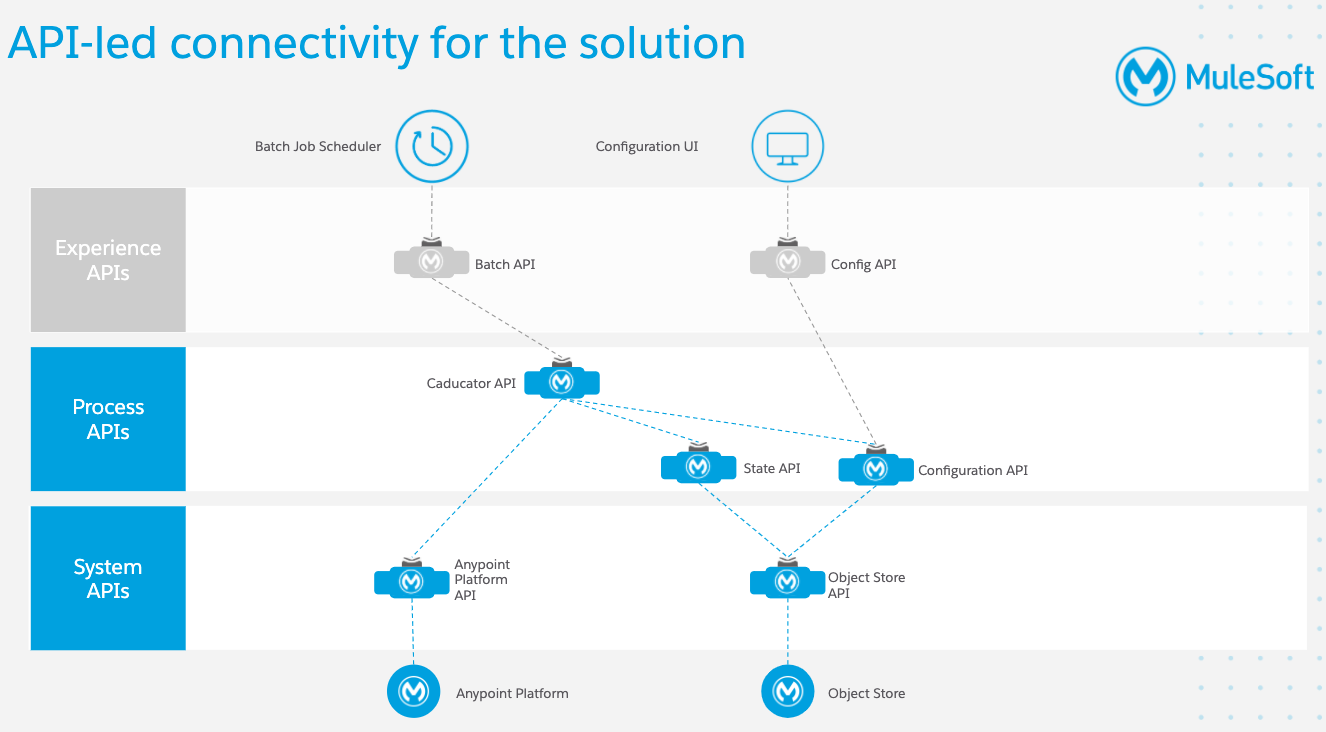 API-led connectivity for the solution
MuleSoft
Batch Job Scheduler
Configuration UI
Experience
APIs
Batch API
Config API
Process
APIs
Caducator API
State API
Configuration API
System
APIs
Anypoint
Platform
API
Object Store
API
Anypoint Platform
Object Store